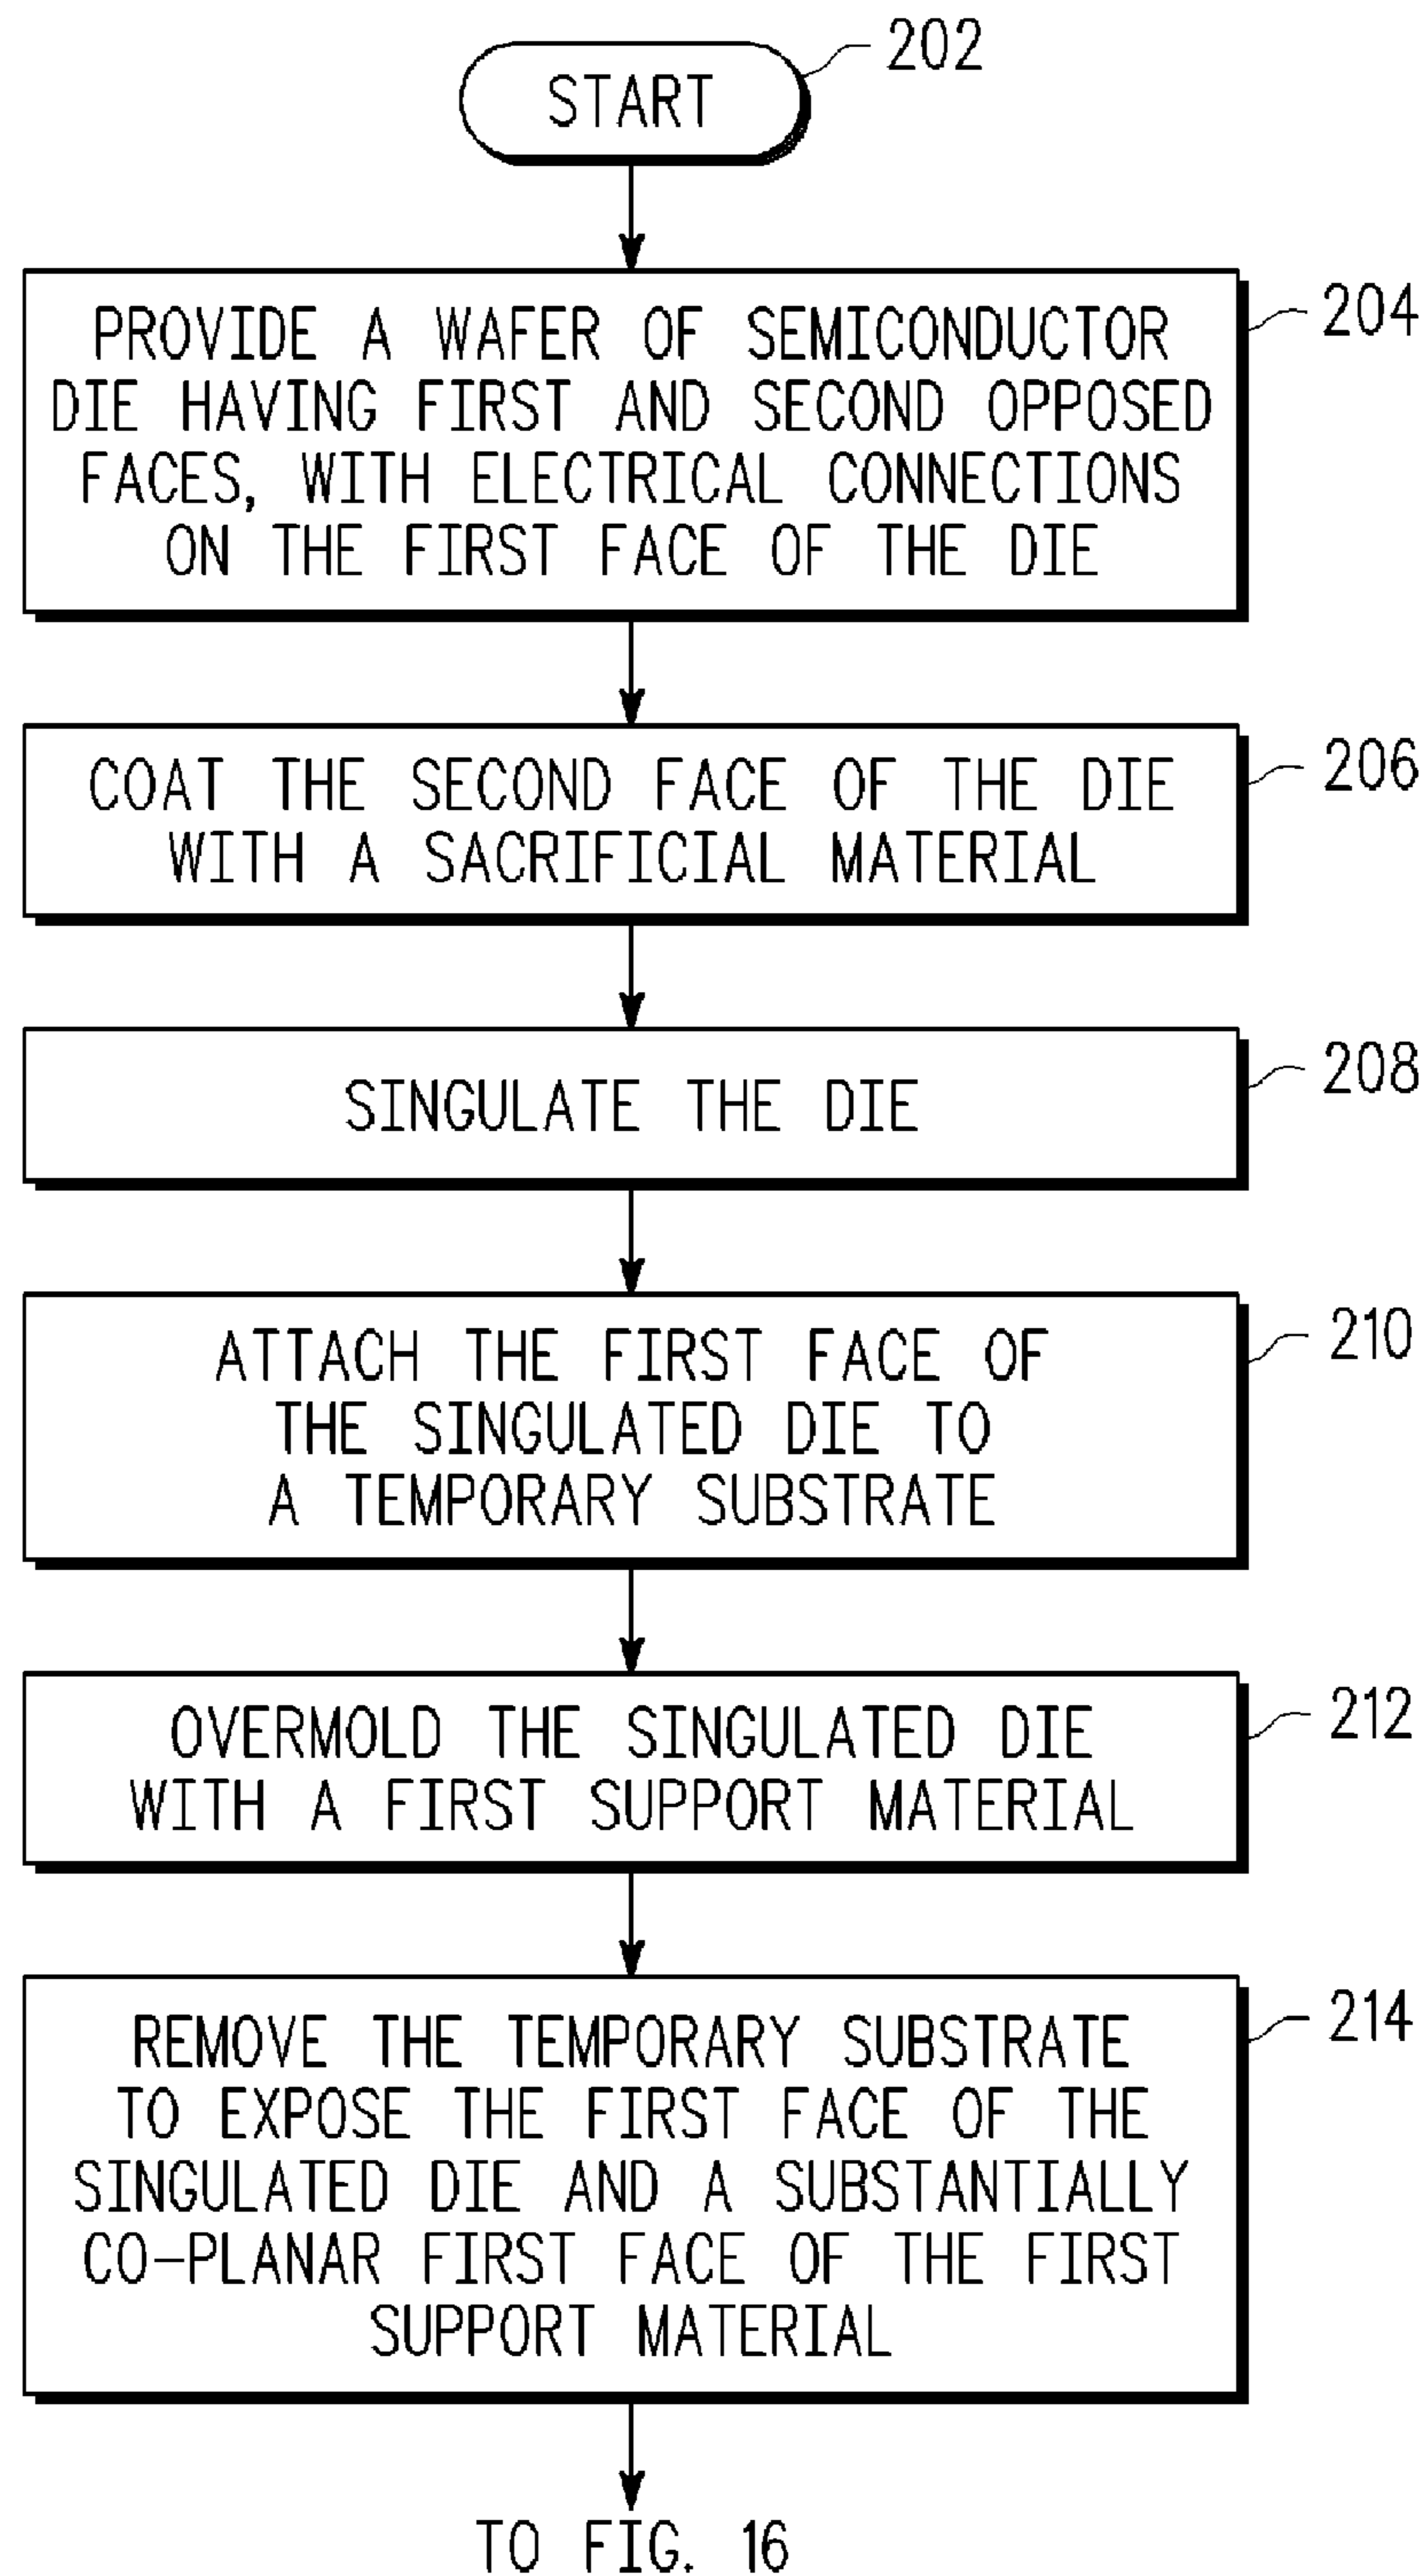 START
202
PROVIDE A WAFER OF SEMICONDUCTOR
DIE HAVING FIRST AND SECOND OPPOSED
FACES, WITH ELECTRICAL CONNECTIONS
ON THE FIRST FACE OF THE DIE
204
COAT THE SECOND FACE OF THE DIE
WITH A SACRIFICIAL MATERIAL
206
SINGULATE THE DIE
208
ATTACH THE FIRST FACE OF
THE SINGULATED DIE TO
A TEMPORARY SUBSTRATE
210
OVERMOLD THE SINGULATED DIE
WITH A FIRST SUPPORT MATERIAL
212
REMOVE THE TEMPORARY SUBSTRATE
TO EXPOSE THE FIRST FACE OF THE
SINGULATED DIE AND A SUBSTANTIALLY
CO-PLANAR FIRST FACE OF THE FIRST
SUPPORT MATERIAL
214
TO FIG. 16